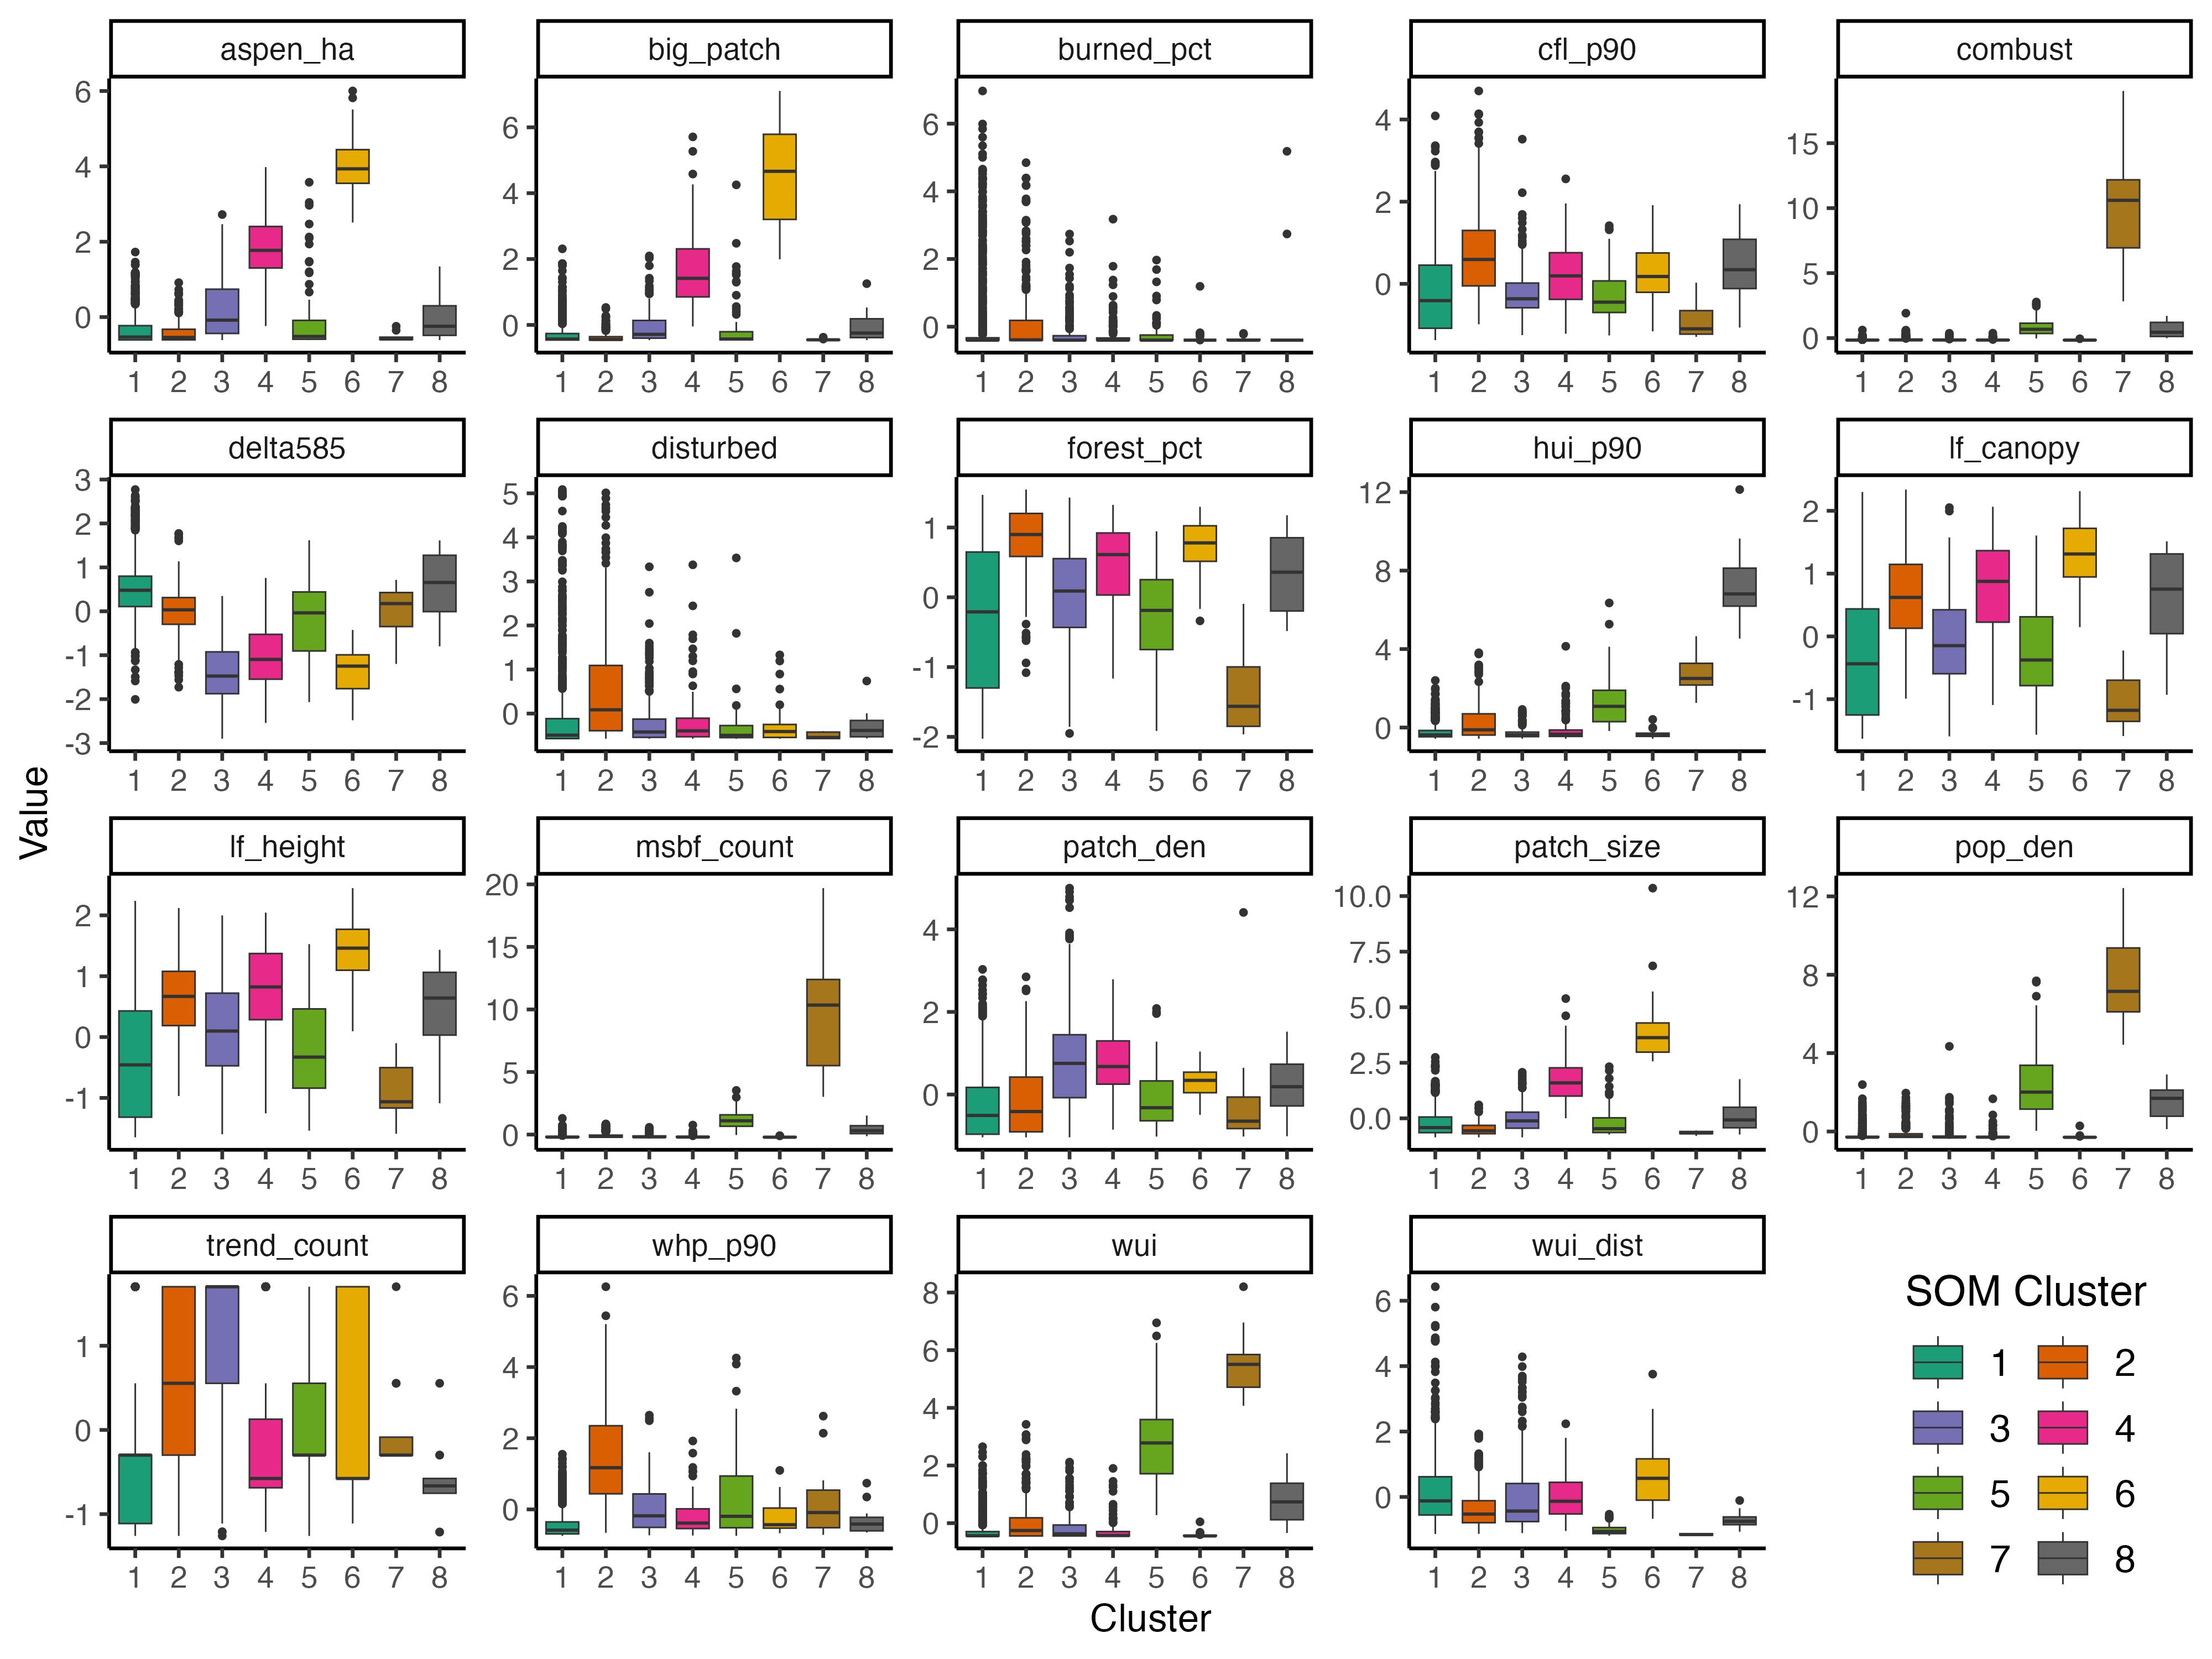 aspen_ha big_patch burned_pct cfl_p90 combust
6 4 2 0
6 4 2 0
6 4 2 0
4 2 0
15 10 5 0
1 2 3 4 5 6 7 8 1 2 3 4 5 6 7 8 1 2 3 4 5 6 7 8 1 2 3 4 5 6 7 8 1 2 3 4 5 6 7 8
delta585 disturbed forest_pct hui_p90 lf_canopy
3 2 1 0 -1 -2 -3
5 4 3 2 1 0
1 0 -1 -2
12 8 4 0
2 1 0 -1
1 2 3 4 5 6 7 8 1 2 3 4 5 6 7 8 1 2 3 4 5 6 7 8 1 2 3 4 5 6 7 8 1 2 3 4 5 6 7 8
Value
lf_height msbf_count patch_den patch_size pop_den
2 1 0 -1
20 15 10 5 0
4 2 0
10.0 7.5 5.0 2.5 0.0
12 8 4 0
1 2 3 4 5 6 7 8 1 2 3 4 5 6 7 8 1 2 3 4 5 6 7 8 1 2 3 4 5 6 7 8 1 2 3 4 5 6 7 8
trend_count whp_p90 wui wui_dist
1 0 -1
6 4 2 0
8 6 4 2 0
6 4 2 0
1 2 3 4 5 6 7 8 1 2 3 4 5 6 7 8 1 2 3 4 5 6 7 8 1 2 3 4 5 6 7 8
Cluster
SOM Cluster
1 2
3 4
5 6
7 8